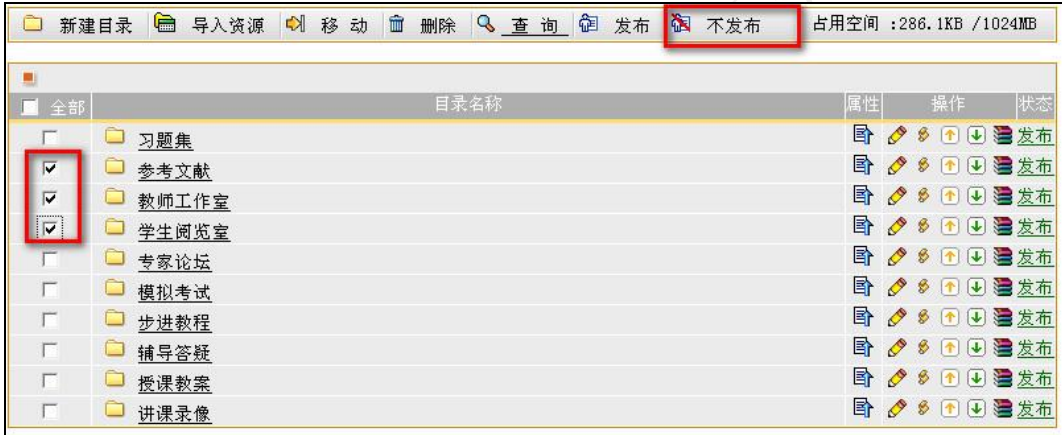 新建目录 导入资源 移 动 删除 查 询 发布 不发布 占用空间 :286.1KB /1024MB
全部 目录名称 属性 操作 状态
习题集 发布
参考文献 发布
教师工作室 发布
学生阅览室 发布
专家论坛 发布
模拟考试 发布
步进教程 发布
辅导答疑 发布
授课教案 发布
讲课录像 发布